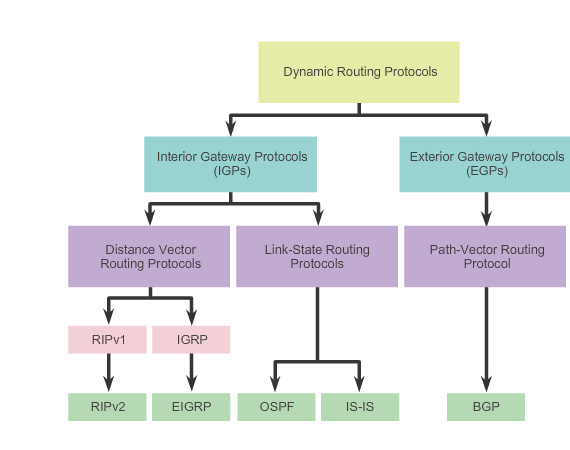 Dynamic Routing Protocols
Interior Gateway Protocols
(IGPs)
Exterior Gateway Protocols
(EGPs)
Distance Vector
Routing Protocols
Link-State Routing
Protocols
Path-Vector Routing
Protocol
RIPv1
IGRP
RIPv2
EIGRP
OSPF
IS-IS
BGP